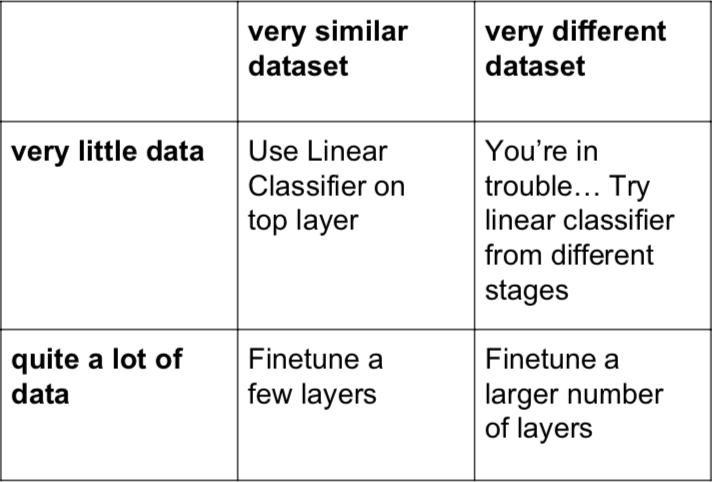 very similar
dataset
very different
dataset
very little data
Use Linear
Classifier on
top layer
You’re in
trouble… Try
linear classifier
from different
stages
quite a lot of
data
Finetune a
few layers
Finetune a
larger number
of layers